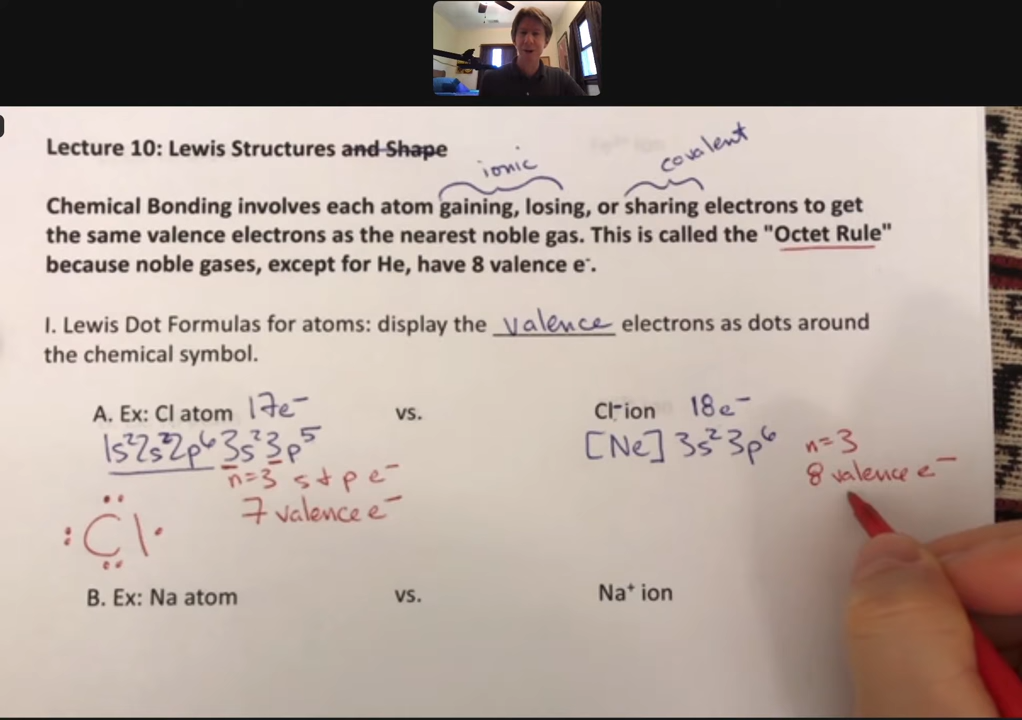 Lecture 10: Lewis Structures and Shape
ionic
covalent
Chemical Bonding involves each atom gaining, losing, or sharing electrons to get
the same valence electrons as the nearest noble gas. This is called the "Octet Rule"
because noble gases, except for He, have 8 valence e⁻.
I. Lewis Dot Formulas for atoms: display the valence electrons as dots around
the chemical symbol.
A. Ex: Cl atom 17e⁻ vs. Cl⁻ ion 18e⁻
1s²2s²2p⁶3s²3p⁵ [Ne] 3s²3p⁶ n=3
n=3 s + p e⁻ 8 valence e⁻
7 valence e⁻
Cl
B. Ex: Na atom vs. Na⁺ ion